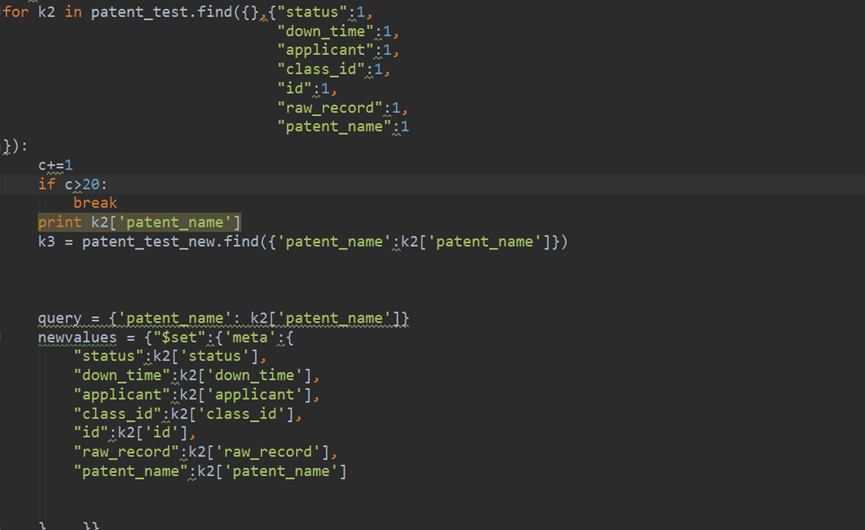 for k2 in patent_test.find({},{"status":1,
"down_time":1,
"applicant":1,
"class_id":1,
"id":1,
"raw_record":1,
"patent_name":1
}):
c+=1
if c>20:
break
print k2['patent_name']
k3 = patent_test_new.find({'patent_name':k2['patent_name']})
query = {'patent_name': k2['patent_name']}
newvalues = {"$set":{'meta':{
"status":k2['status'],
"down_time":k2['down_time'],
"applicant":k2['applicant'],
"class_id":k2['class_id'],
"id":k2['id'],
"raw_record":k2['raw_record'],
"patent_name":k2['patent_name']
} }}